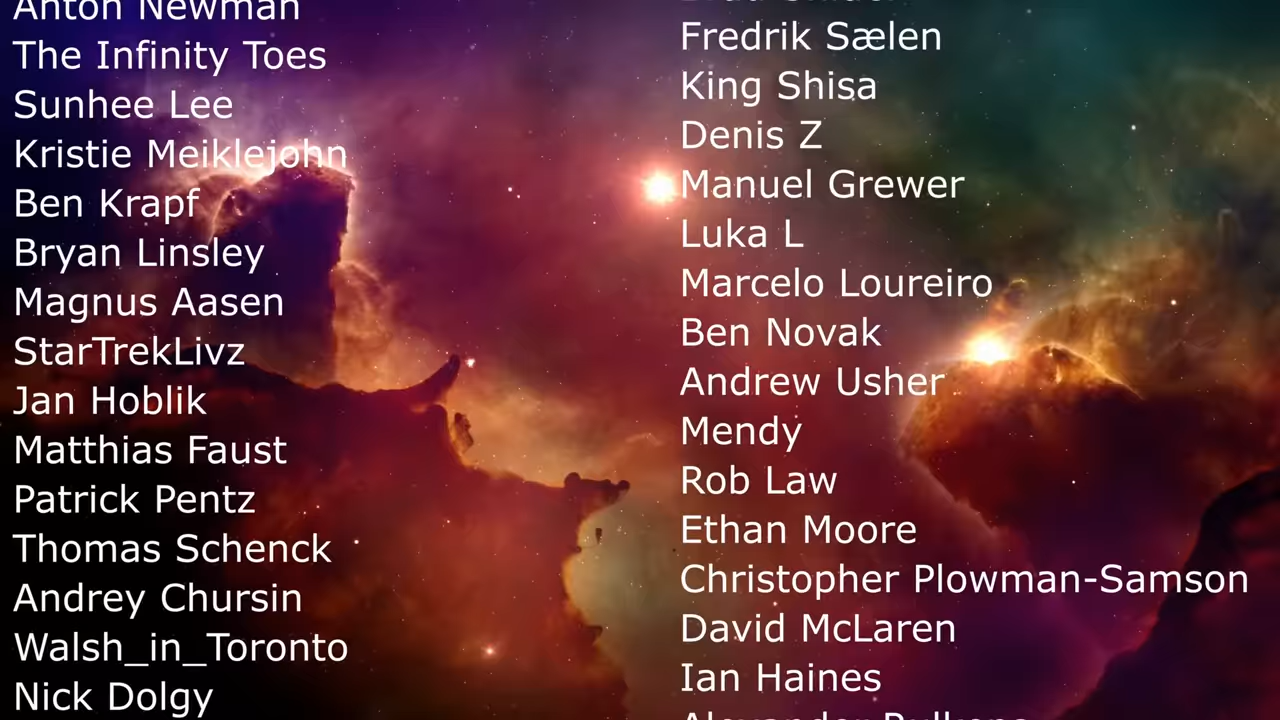 Anton Newman
The Infinity Toes
Sunhee Lee
Kristie Meiklejohn
Ben Krapf
Bryan Linsley
Magnus Aasen
StarTrekLivz
Jan Hoblik
Matthias Faust
Patrick Pentz
Thomas Schenck
Andrey Chursin
Walsh_in_Toronto
Nick Dolgy
Fredrik Sælen
King Shisa
Denis Z
Manuel Grewer
Luka L
Marcelo Loureiro
Ben Novak
Andrew Usher
Mendy
Rob Law
Ethan Moore
Christopher Plowman-Samson
David McLaren
Ian Haines